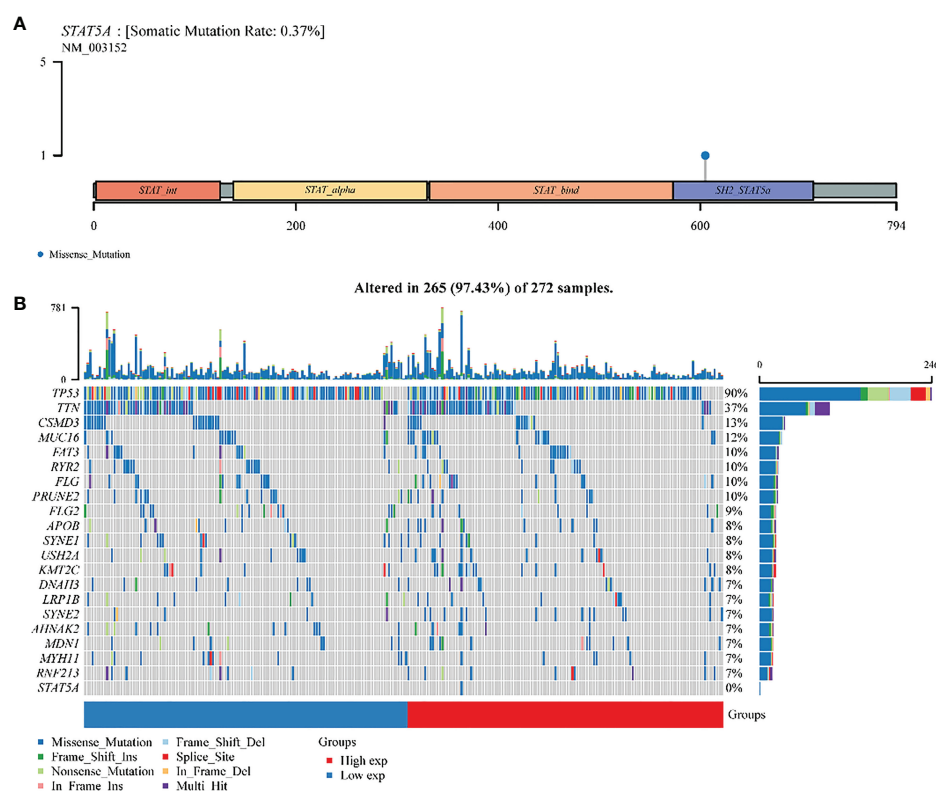 A
STAT5A : [Somatic Mutation Rate: 0.37%]
NM_003152
5
1
STAT_int
STAT_alpha
STAT_bind
SH2_STAT5a
0
200
400
600
794
Missense_Mutation
B
Altered in 265 (97.43%) of 272 samples.
781
0
0
246
TP53 90%
TTN 37%
CSMD3 13%
MUC16 12%
FAT3 10%
RYR2 10%
FLG 10%
PRUNE2 10%
FLG2 9%
APOB 8%
SYNE1 8%
USH2A 8%
KMT2C 8%
DNAH3 7%
LRP1B 7%
SYNE2 7%
AHNAK2 7%
MDN1 7%
MYH11 7%
RNF213 7%
STAT5A 0%
Groups
Missense_Mutation
Frame_Shift_Ins
Nonsense_Mutation
In_Frame_Ins
Frame_Shift_Del
Splice_Site
In_Frame_Del
Multi_Hit
Groups
High exp
Low exp